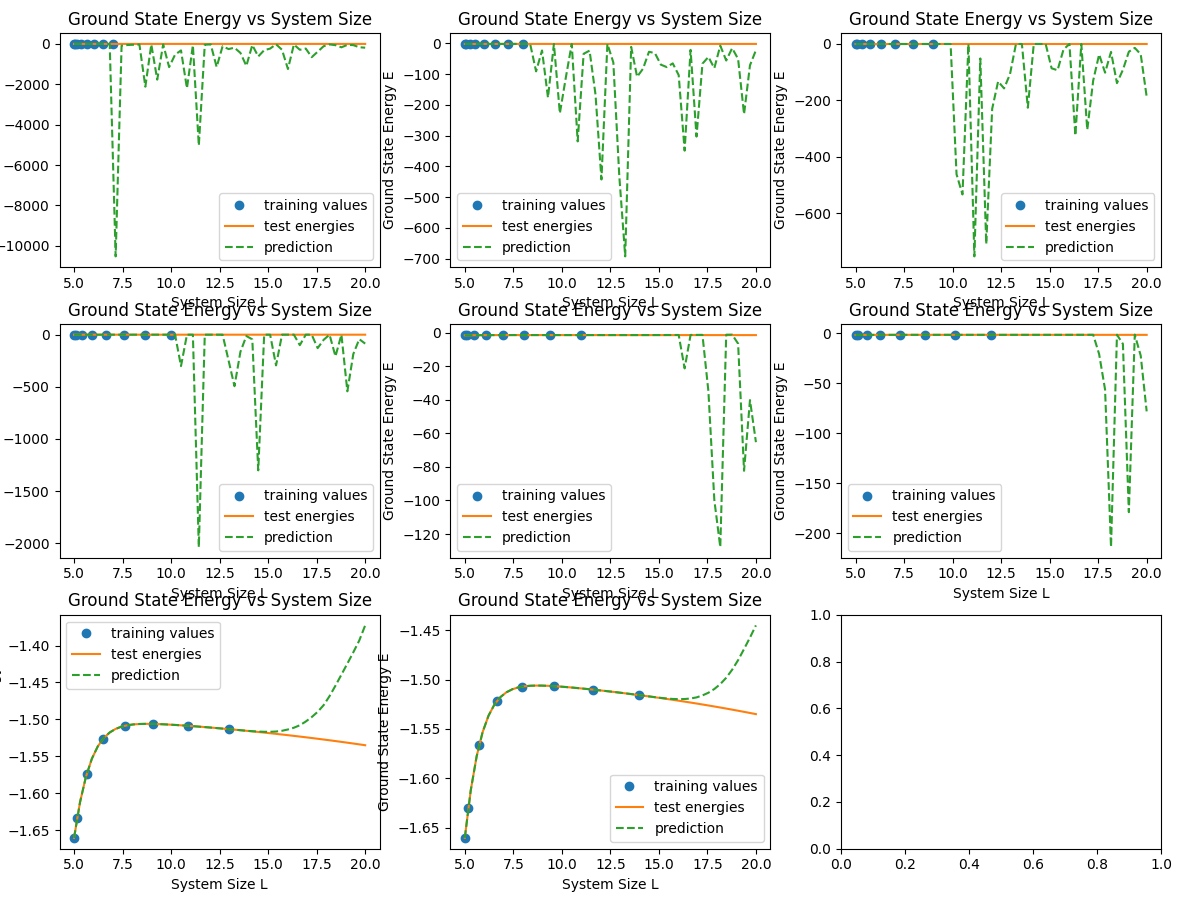 Ground State Energy vs System Size
0
−2000
−4000
−6000
−8000
−10000
training values
test energies
prediction
5.0 7.5 10.0 12.5 15.0 17.5 20.0
System Size L
Ground State Energy vs System Size
Ground State Energy E
0
−100
−200
−300
−400
−500
−600
−700
training values
test energies
prediction
5.0 7.5 10.0 12.5 15.0 17.5 20.0
System Size L
Ground State Energy vs System Size
Ground State Energy E
0
−200
−400
−600
training values
test energies
prediction
5.0 7.5 10.0 12.5 15.0 17.5 20.0
System Size L
Ground State Energy vs System Size
0
−500
−1000
−1500
−2000
training values
test energies
prediction
5.0 7.5 10.0 12.5 15.0 17.5 20.0
System Size L
Ground State Energy vs System Size
Ground State Energy E
0
−20
−40
−60
−80
−100
−120
training values
test energies
prediction
5.0 7.5 10.0 12.5 15.0 17.5 20.0
System Size L
Ground State Energy vs System Size
Ground State Energy E
0
−50
−100
−150
−200
training values
test energies
prediction
5.0 7.5 10.0 12.5 15.0 17.5 20.0
System Size L
Ground State Energy vs System Size
−1.40
−1.45
−1.50
−1.55
−1.60
−1.65
training values
test energies
prediction
5.0 7.5 10.0 12.5 15.0 17.5 20.0
System Size L
Ground State Energy vs System Size
Ground State Energy E
−1.45
−1.50
−1.55
−1.60
−1.65
training values
test energies
prediction
5.0 7.5 10.0 12.5 15.0 17.5 20.0
System Size L
1.0
0.8
0.6
0.4
0.2
0.0
0.0 0.2 0.4 0.6 0.8 1.0